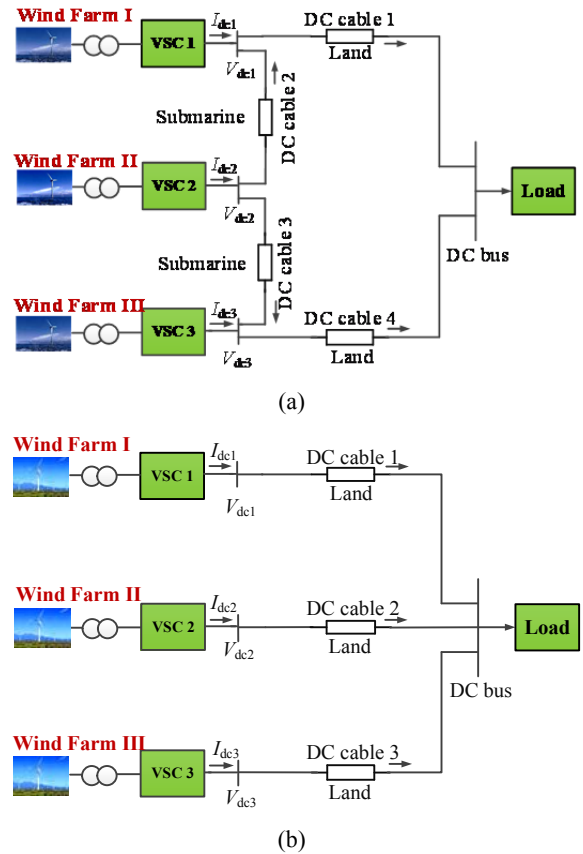 Wind Farm I
VSC 1
Idc1
Vdc1
DC cable 1
Land
Submarine
DC cable 2
Wind Farm II
VSC 2
Idc2
Vdc2
Load
DC bus
Submarine
DC cable 3
Wind Farm III
VSC 3
Idc3
Vdc3
DC cable 4
Land
(a)
Wind Farm I
VSC 1
Idc1
Vdc1
DC cable 1
Land
Wind Farm II
VSC 2
Idc2
Vdc2
DC cable 2
Land
Load
DC bus
Wind Farm III
VSC 3
Idc3
Vdc3
DC cable 3
Land
(b)